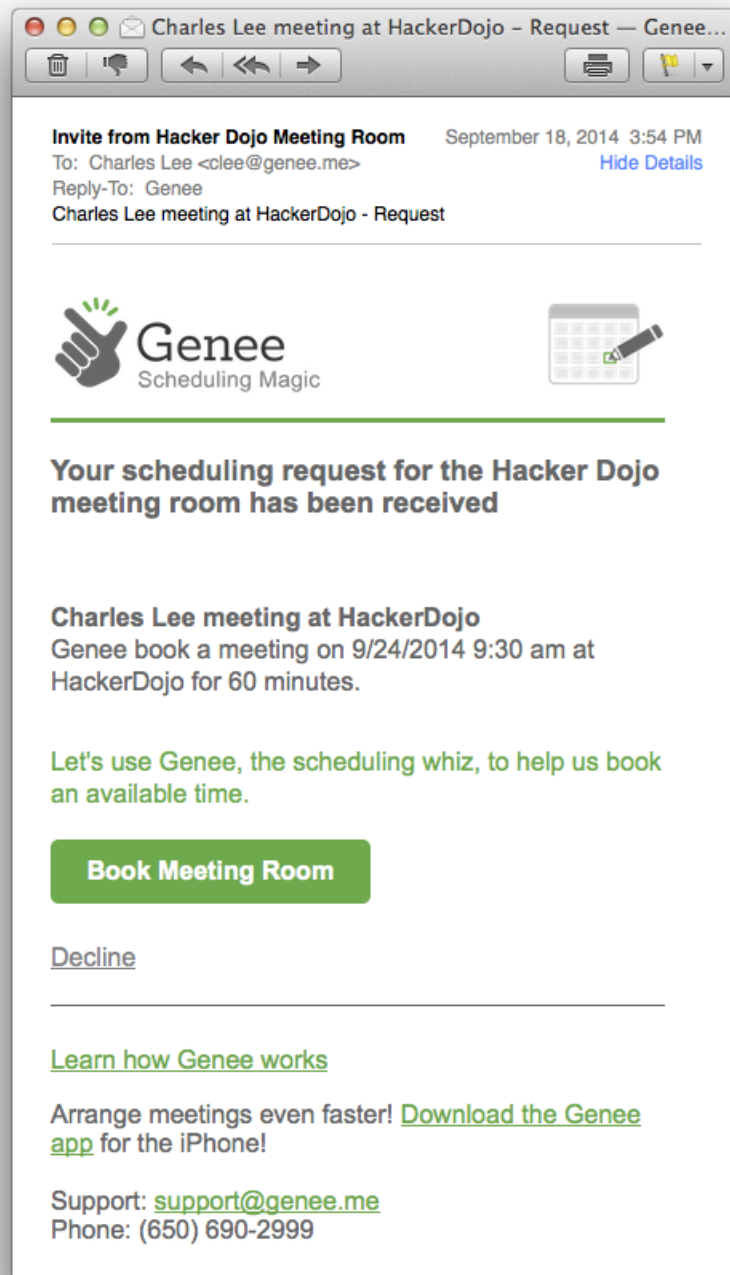 Charles Lee meeting at HackerDojo – Request — Genee...
Invite from Hacker Dojo Meeting Room September 18, 2014 3:54 PM
To: Charles Lee <clee@genee.me> Hide Details
Reply-To: Genee
Charles Lee meeting at HackerDojo - Request
Genee
Scheduling Magic
Your scheduling request for the Hacker Dojo
meeting room has been received
Charles Lee meeting at HackerDojo
Genee book a meeting on 9/24/2014 9:30 am at
HackerDojo for 60 minutes.
Let's use Genee, the scheduling whiz, to help us book
an available time.
Book Meeting Room
Decline
Learn how Genee works
Arrange meetings even faster! Download the Genee
app for the iPhone!
Support: support@genee.me
Phone: (650) 690-2999